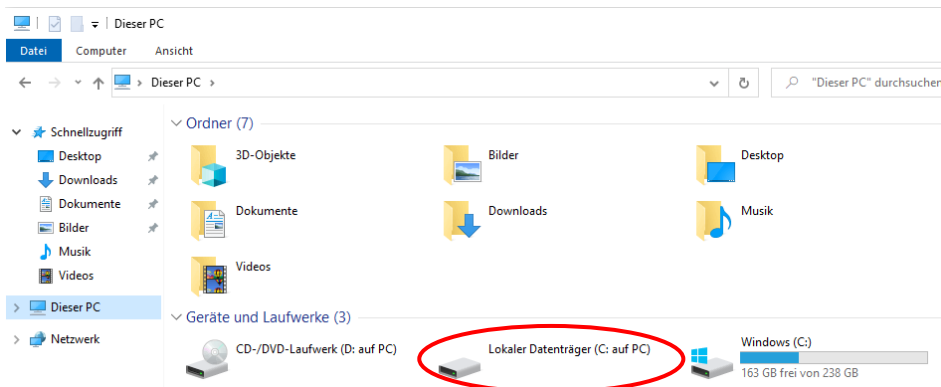 Dieser PC
Datei Computer Ansicht
Dieser PC "Dieser PC" durchsuchen
Schnellzugriff
Desktop
Downloads
Dokumente
Bilder
Musik
Videos
Dieser PC
Netzwerk
Ordner (7)
3D-Objekte Bilder Desktop
Dokumente Downloads Musik
Videos
Geräte und Laufwerke (3)
CD-/DVD-Laufwerk (D: auf PC) Lokaler Datenträger (C: auf PC) Windows (C:)
163 GB frei von 238 GB